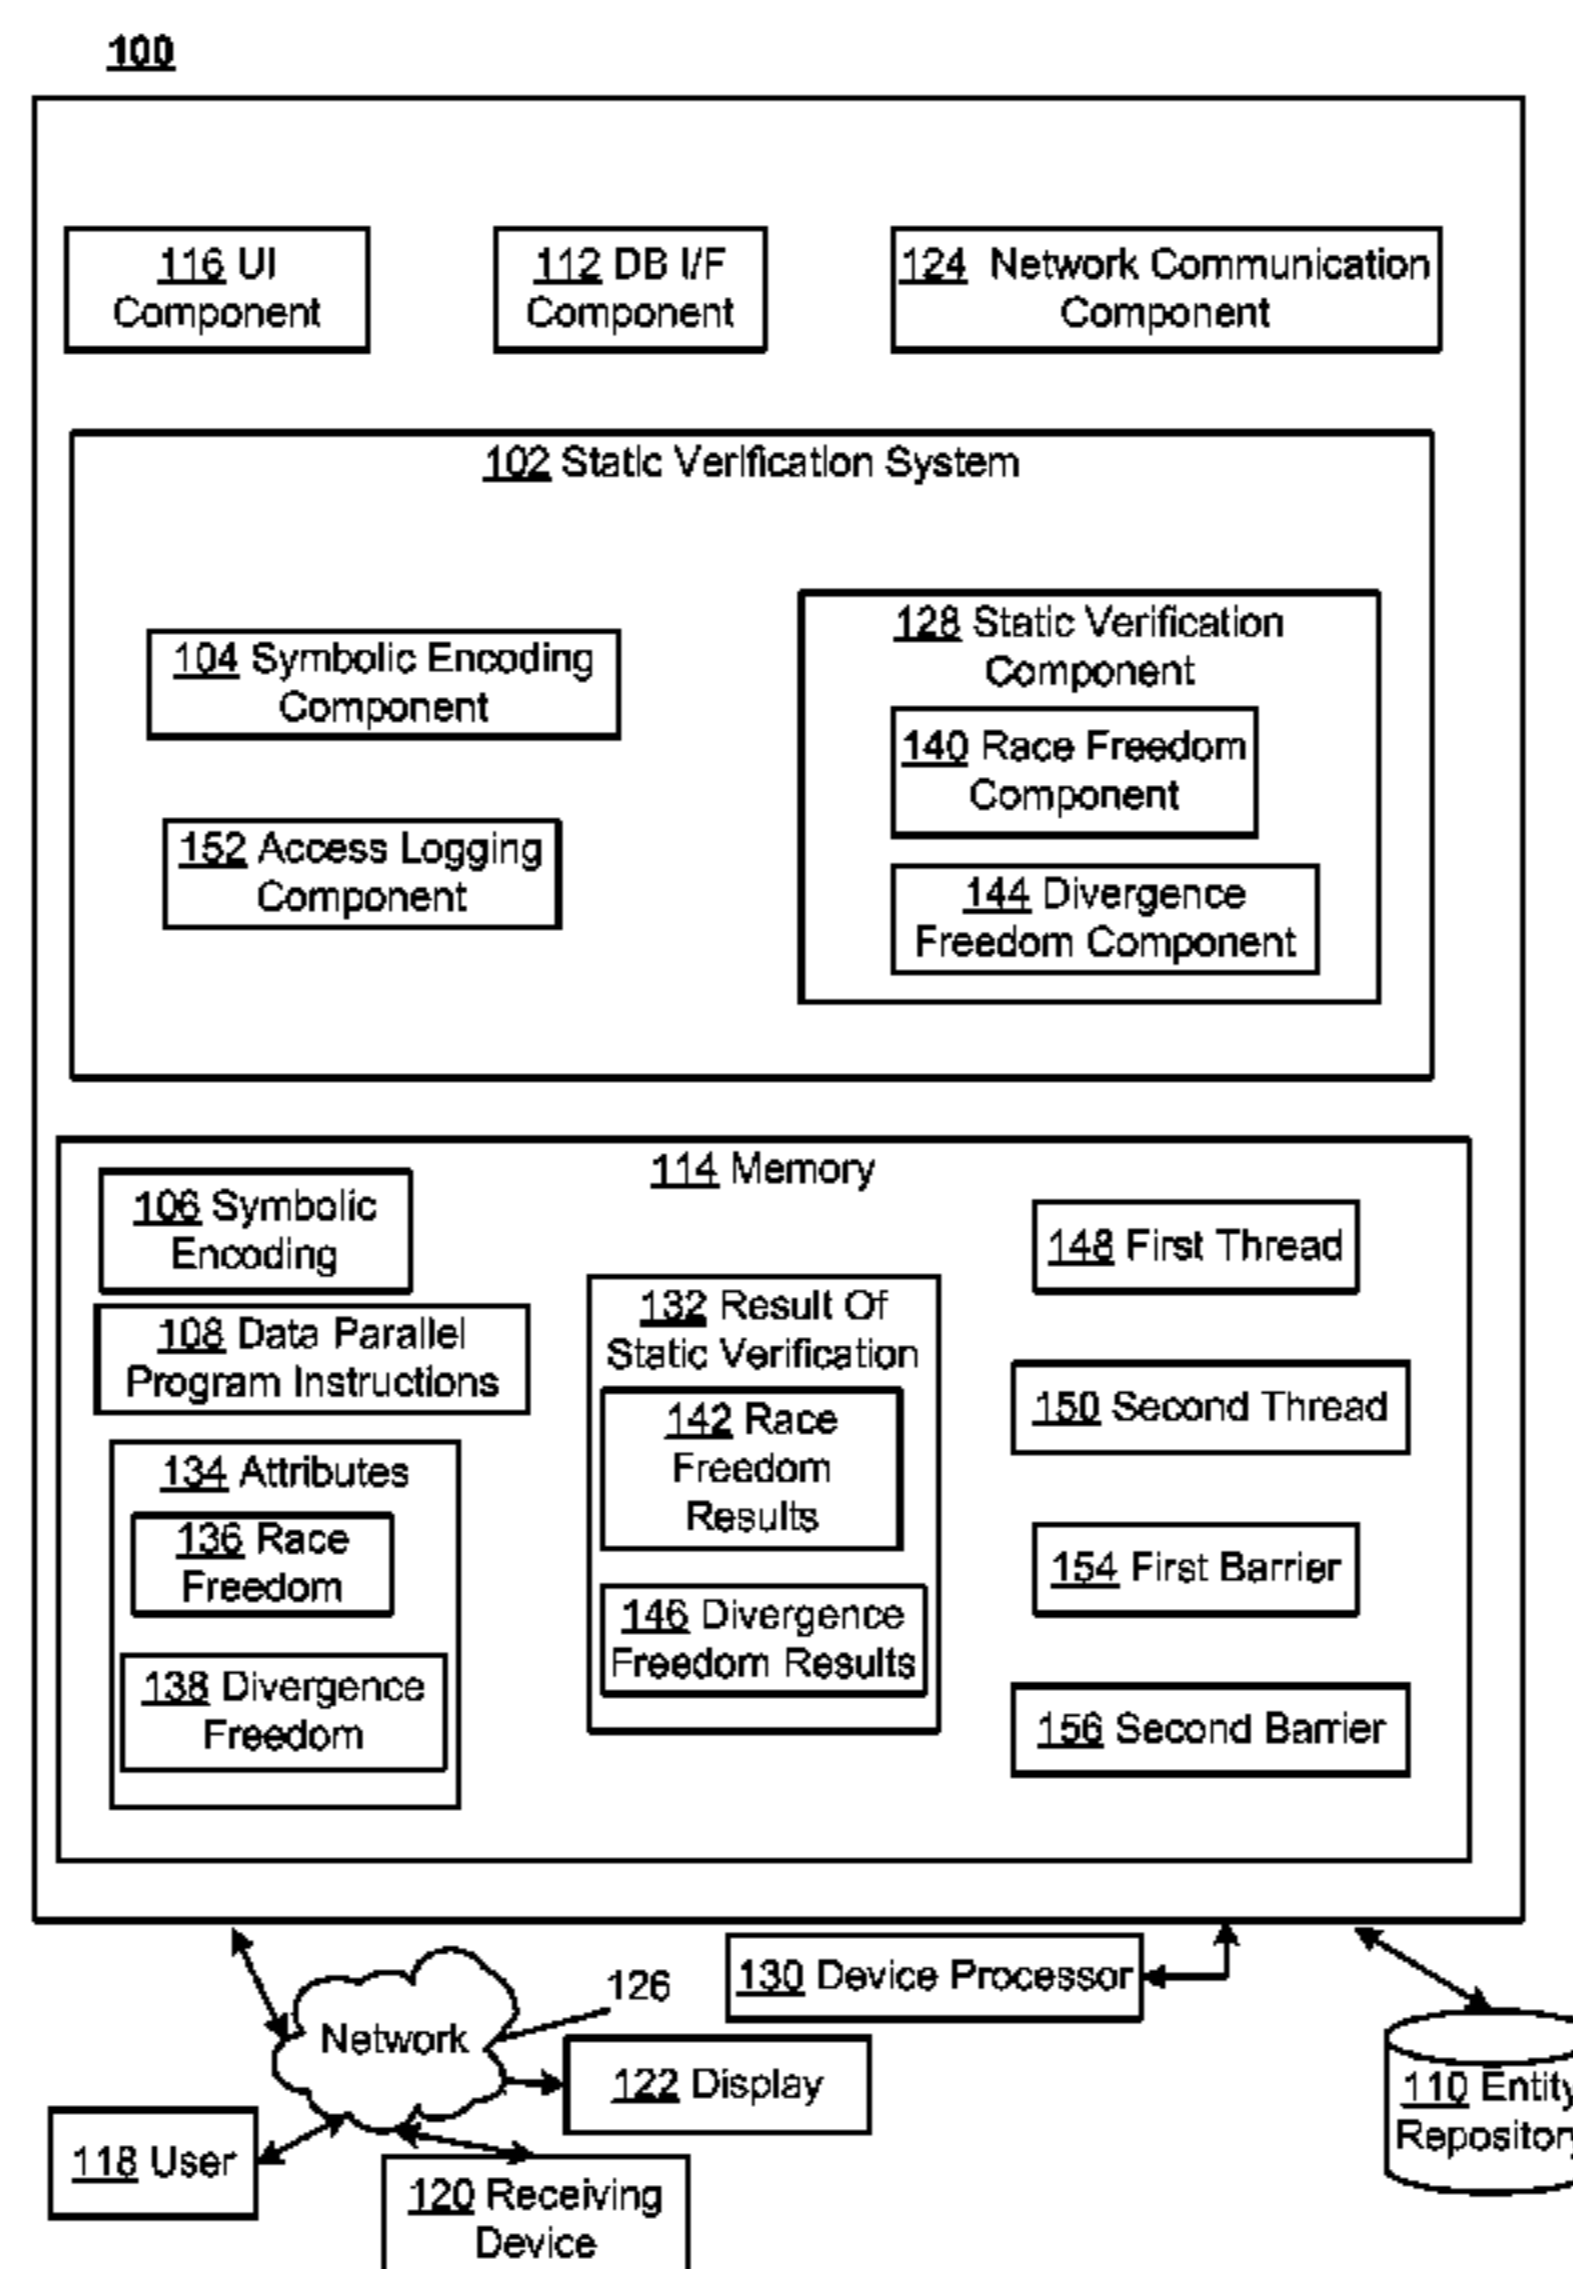 100
116 UI
Component
112 DB I/F
Component
124 Network Communication
Component
102 Static Verification System
104 Symbolic Encoding
Component
152 Access Logging
Component
128 Static Verification
Component
140 Race Freedom
Component
144 Divergence
Freedom Component
114 Memory
106 Symbolic
Encoding
108 Data Parallel
Program Instructions
134 Attributes
136 Race
Freedom
138 Divergence
Freedom
132 Result Of
Static Verification
142 Race
Freedom
Results
146 Divergence
Freedom Results
148 First Thread
150 Second Thread
154 First Barrier
156 Second Barrier
Network
126
130 Device Processor
122 Display
118 User
120 Receiving
Device
110 Entity
Repository